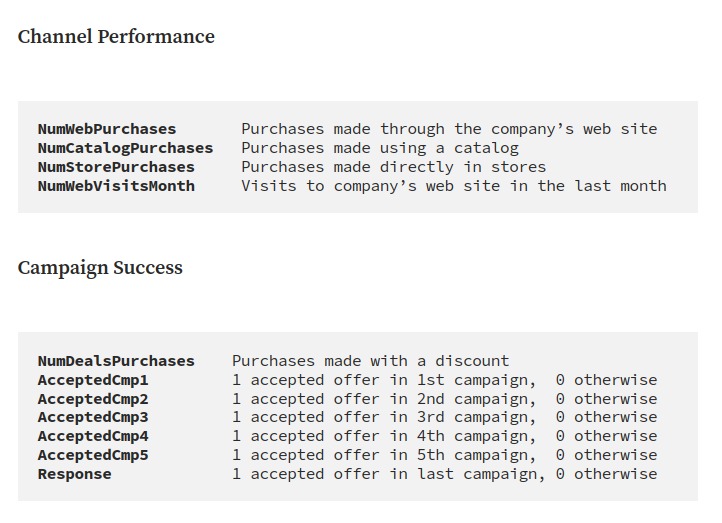 Channel Performance
NumWebPurchases Purchases made through the company’s web site
NumCatalogPurchases Purchases made using a catalog
NumStorePurchases Purchases made directly in stores
NumWebVisitsMonth Visits to company’s web site in the last month
Campaign Success
NumDealsPurchases Purchases made with a discount
AcceptedCmp1 1 accepted offer in 1st campaign, 0 otherwise
AcceptedCmp2 1 accepted offer in 2nd campaign, 0 otherwise
AcceptedCmp3 1 accepted offer in 3rd campaign, 0 otherwise
AcceptedCmp4 1 accepted offer in 4th campaign, 0 otherwise
AcceptedCmp5 1 accepted offer in 5th campaign, 0 otherwise
Response 1 accepted offer in last campaign, 0 otherwise